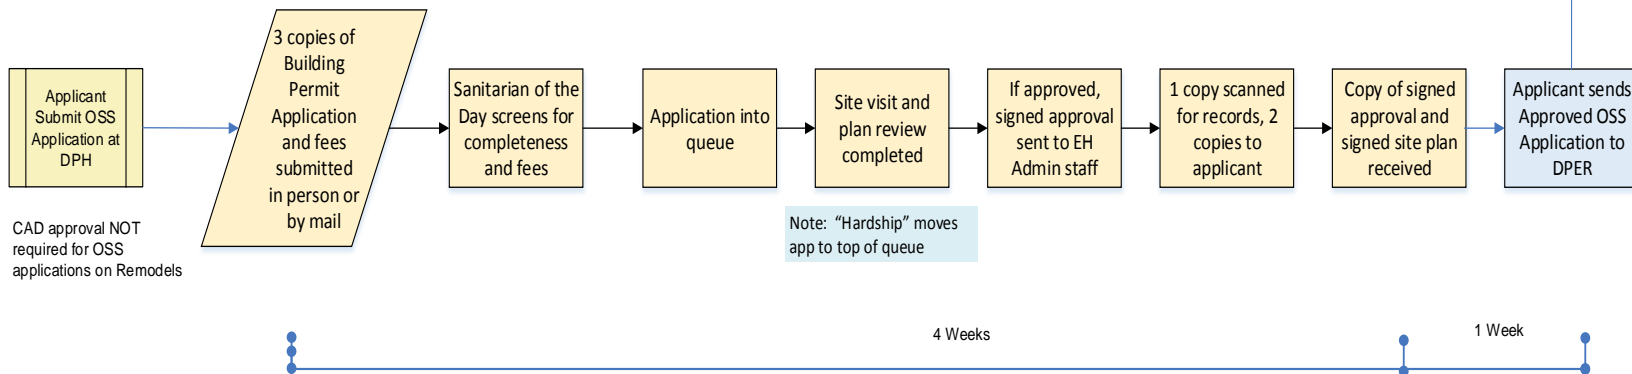 Applicant
Submit OSS
Application at
DPH
CAD approval NOT
required for OSS
applications on Remodels
3 copies of
Building
Permit
Application
and fees
submitted
in person or
by mail
Sanitarian of the
Day screens for
completeness
and fees
Application into
queue
Site visit and
plan review
completed
Note:  “Hardship” moves
app to top of queue
If approved,
signed approval
sent to EH
Admin staff
1 copy scanned
for records, 2
copies to
applicant
Copy of signed
approval and
signed site plan
received
Applicant sends
Approved OSS
Application to
DPER
4 Weeks
1 Week